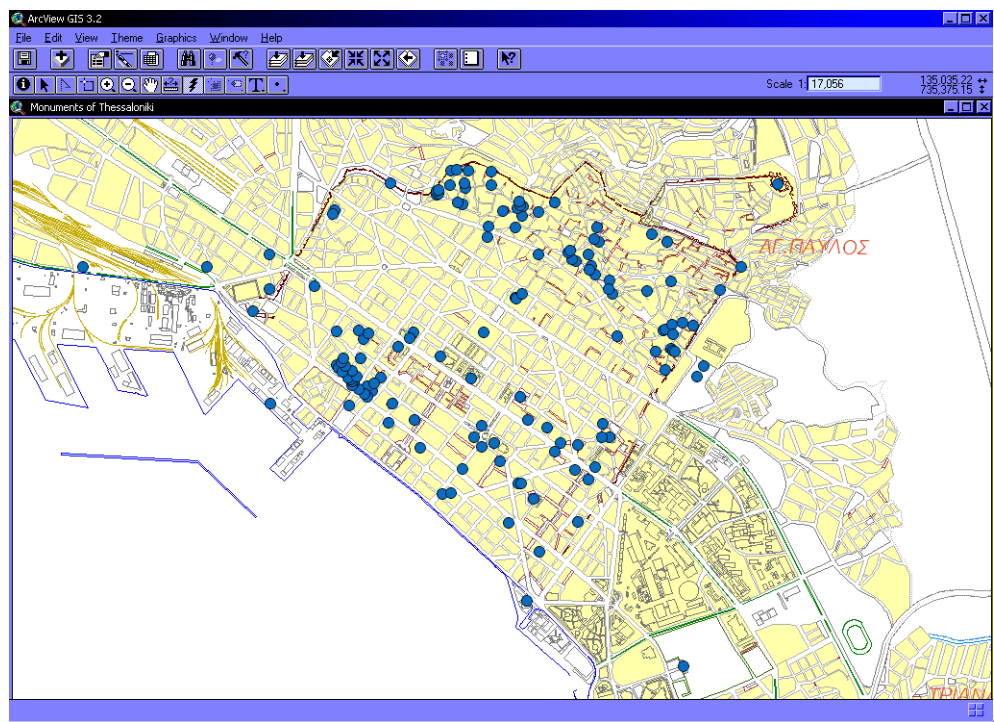 ArcView GIS 3.2
File Edit View Theme Graphics Window Help
Scale 1: 17,056
135,035.22
735,375.15
Monuments of Thessaloniki
ΑΓ.ΠΑΥΛΟΣ
ΤΡΙΑΝΔ